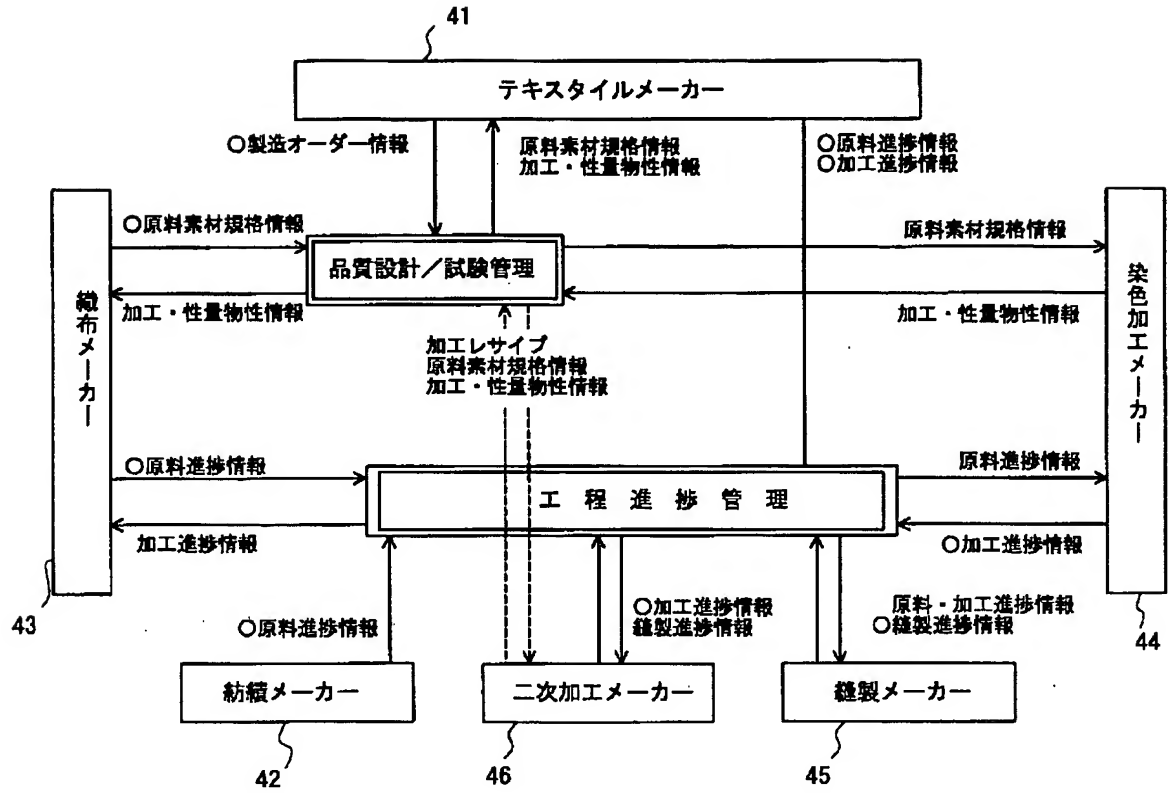 41
テキスタイルメーカー
○製造オーダー情報
原料素材規格情報
加工・性量物性情報
○原料進捗情報
○加工進捗情報
○原料素材規格情報
品質設計／試験管理
原料素材規格情報
加工・性量物性情報
加工・性量物性情報
織布メーカー
染色加工メーカー
加工レサイプ
原料素材規格情報
加工・性量物性情報
○原料進捗情報
工程進捗管理
原料進捗情報
加工進捗情報
○加工進捗情報
43
○原料進捗情報
○加工進捗情報
縫製進捗情報
原料・加工進捗情報
○縫製進捗情報
44
紡績メーカー
二次加工メーカー
縫製メーカー
42
46
45